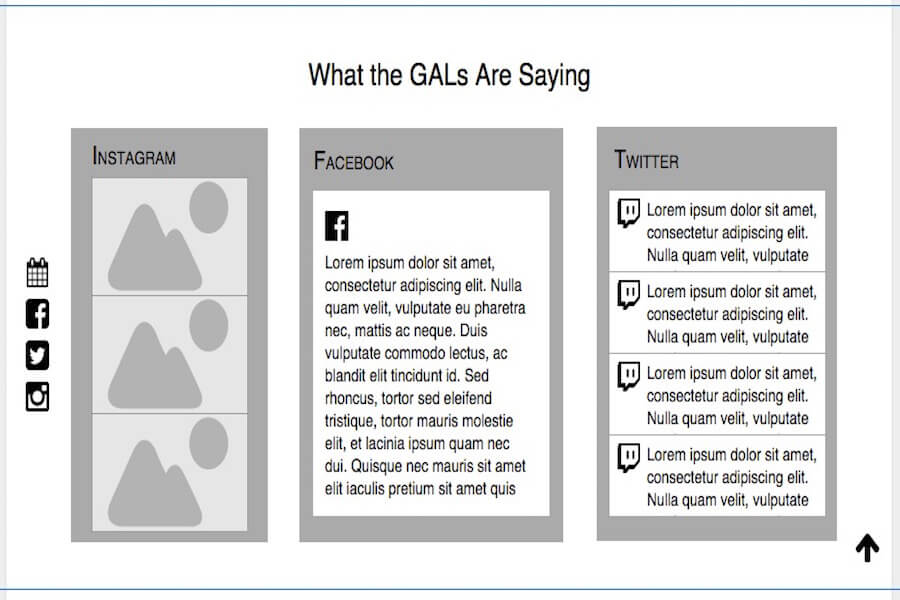 What the GALs Are Saying
INSTAGRAM
FACEBOOK
Lorem ipsum dolor sit amet,
consectetur adipiscing elit. Nulla
quam velit, vulputate eu pharetra
nec, mattis ac neque. Duis
vulputate commodo lectus, ac
blandit elit tincidunt id. Sed
rhoncus, tortor sed eleifend
tristique, tortor mauris molestie
elit, et lacinia ipsum quam nec
dui. Quisque nec mauris sit amet
elit iaculis pretium sit amet quis
TWITTER
Lorem ipsum dolor sit amet,
consectetur adipiscing elit.
Nulla quam velit, vulputate
Lorem ipsum dolor sit amet,
consectetur adipiscing elit.
Nulla quam velit, vulputate
Lorem ipsum dolor sit amet,
consectetur adipiscing elit.
Nulla quam velit, vulputate
Lorem ipsum dolor sit amet,
consectetur adipiscing elit.
Nulla quam velit, vulputate